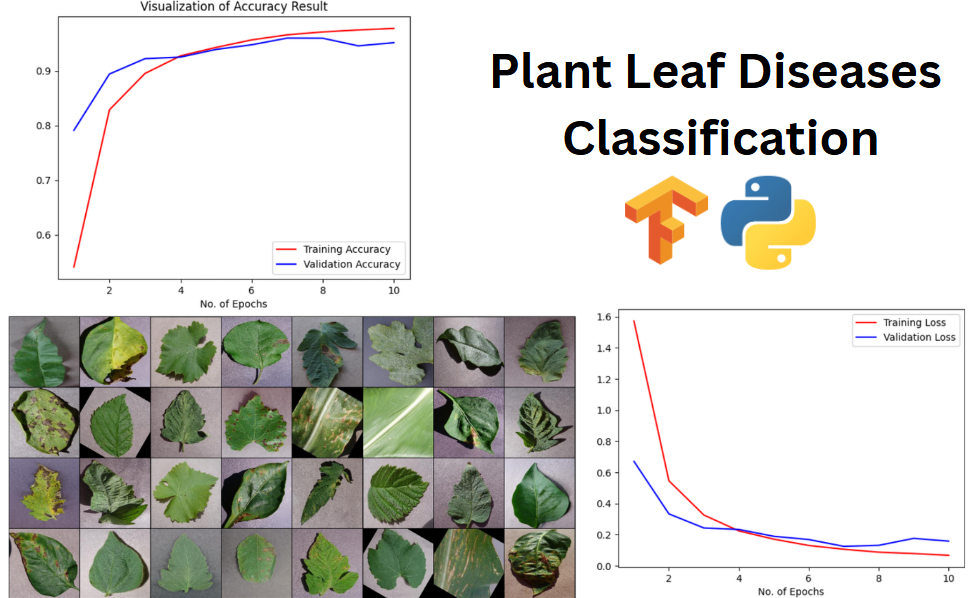 Visualization of Accuracy Result
0.9
0.8
0.7
0.6
Training Accuracy
Validation Accuracy
2 4 6 8 10
No. of Epochs
Plant Leaf Diseases
Classification
1.6
1.4
1.2
1.0
0.8
0.6
0.4
0.2
0.0
Training Loss
Validation Loss
2 4 6 8 10
No. of Epochs